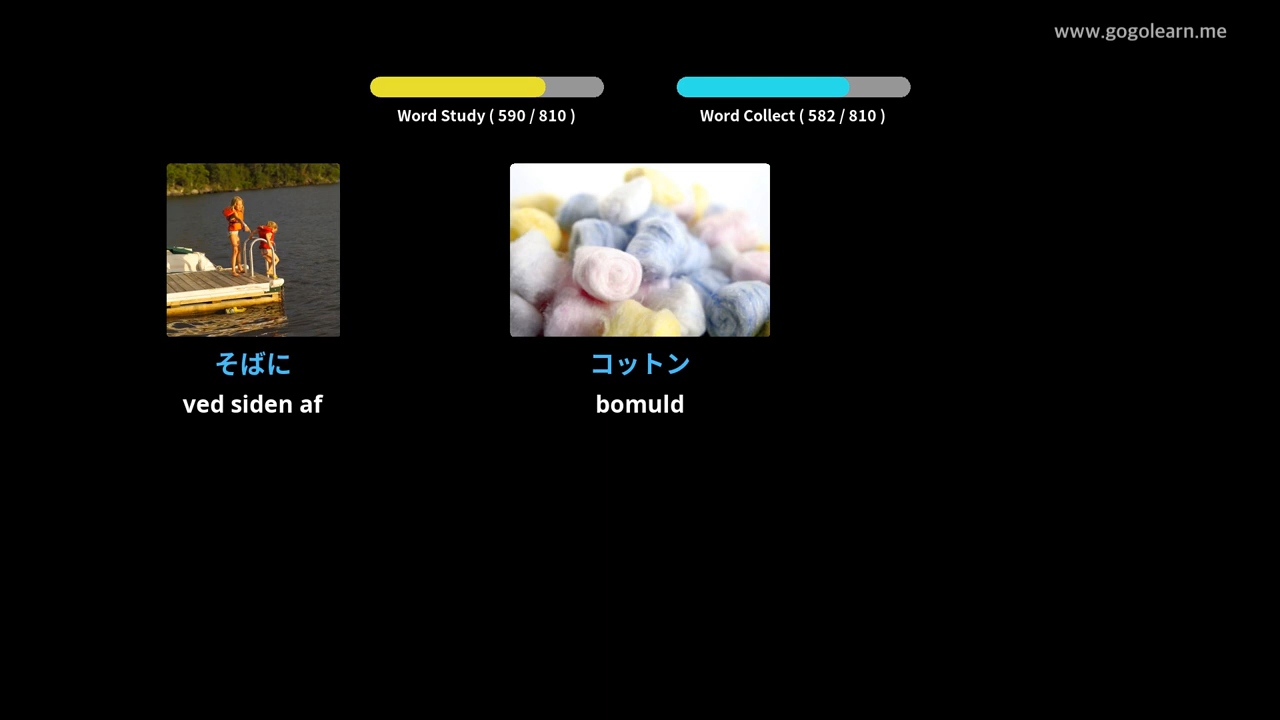 www.gogolearn.me
Word Study ( 590 / 810 )
Word Collect ( 582 / 810 )
そばに
ved siden af
コットン
bomuld